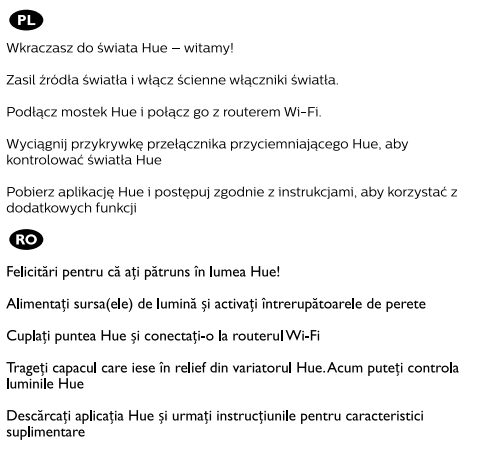 PL
Wkraczasz do świata Hue – witamy!
Zasil źródła światła i włącz ścienne włączniki światła.
Podłącz mostek Hue i połącz go z routerem Wi-Fi.
Wyciągnij przykrywkę przełącznika przyciemniającego Hue, aby
kontrolować światła Hue
Pobierz aplikację Hue i postępuj zgodnie z instrukcjami, aby korzystać z
dodatkowych funkcji
RO
Felicitări pentru că ați pătruns în lumea Hue!
Alimentați sursa(ele) de lumină și activați întrerupătoarele de perete
Cuplați puntea Hue și conectați-o la routerul Wi-Fi
Trageți capacul care iese în relief din variatorul Hue. Acum puteți controla
luminile Hue
Descărcați aplicația Hue și urmați instrucțiunile pentru caracteristici
suplimentare